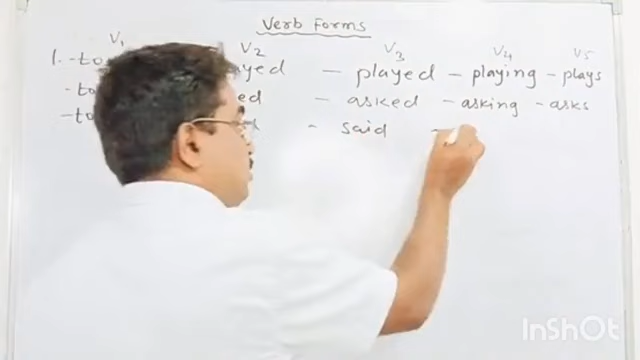 Verb Forms
V1 V2 V3 V4 V5
1. - to yed - played - playing - plays
- to ed - asked - asking - asks
- to - said -
InShOt